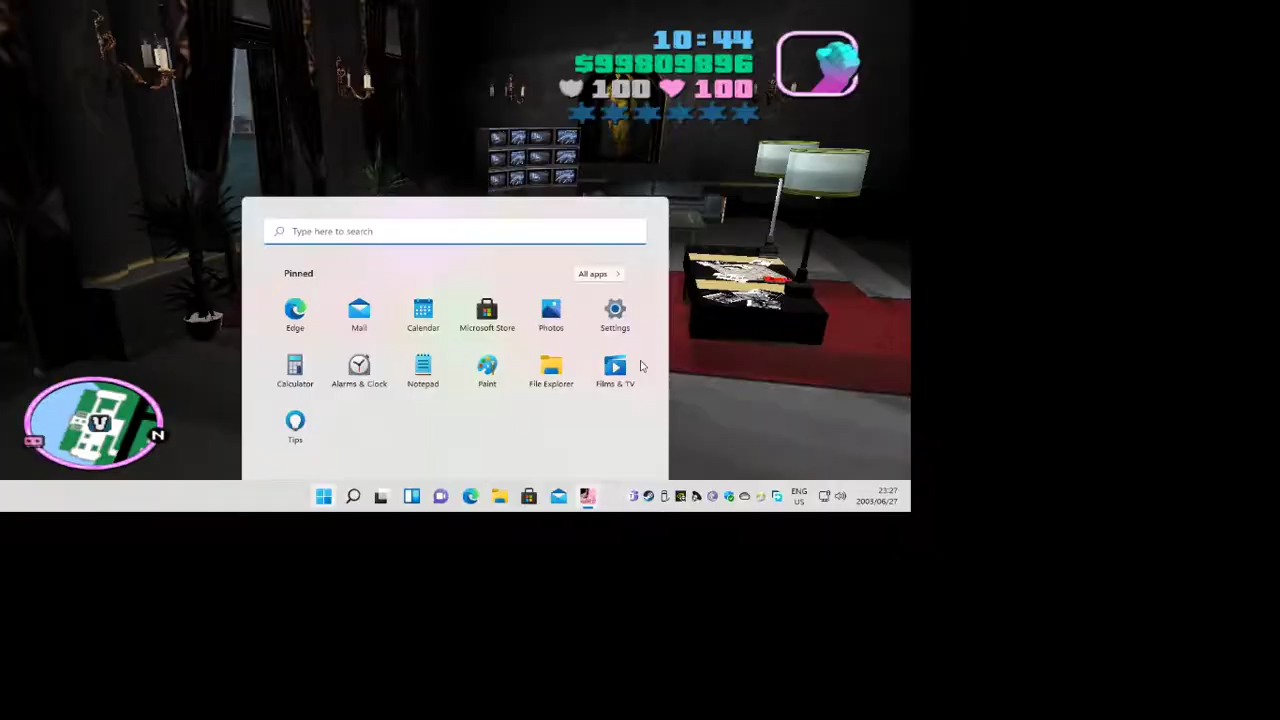 10:44
$99809896
100 100
Type here to search
Pinned
All apps
Edge
Mail
Calendar
Microsoft Store
Photos
Settings
Calculator
Alarms & Clock
Notepad
Paint
File Explorer
Films & TV
Tips
N
ENG
US
23:27
2003/06/27